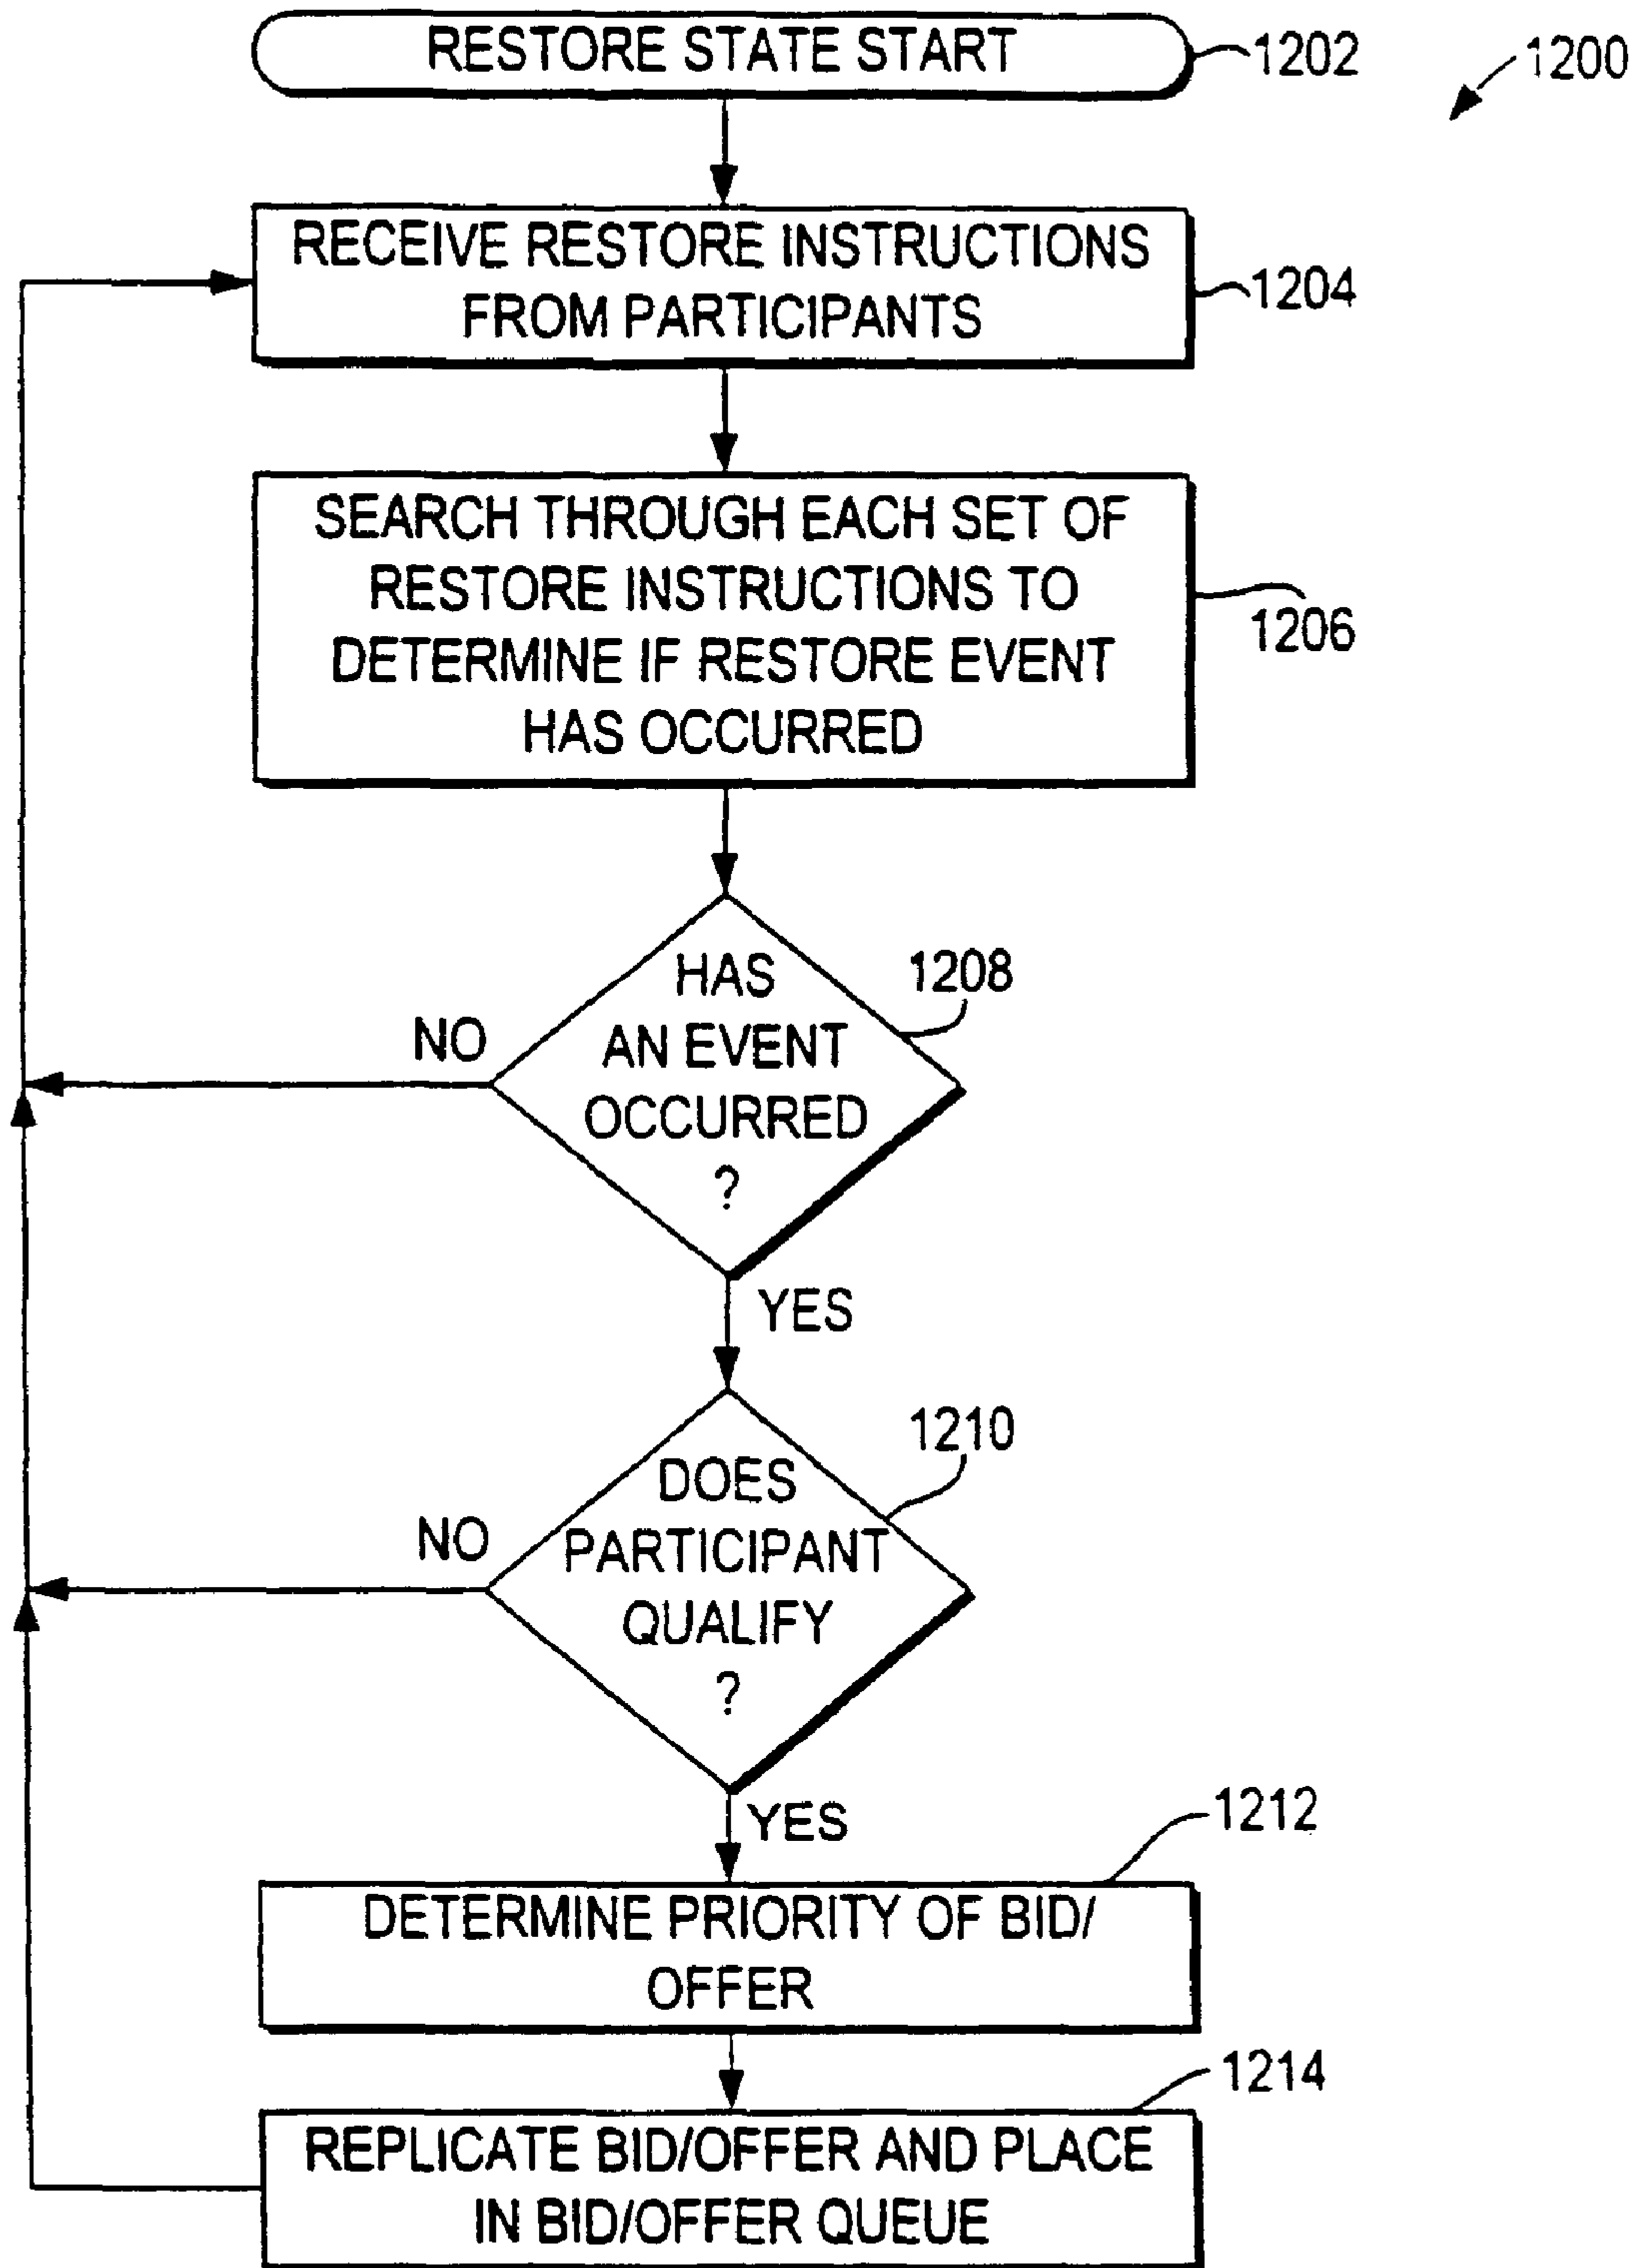 RESTORE STATE START
1202
1200
RECEIVE RESTORE INSTRUCTIONS
FROM PARTICIPANTS
1204
SEARCH THROUGH EACH SET OF
RESTORE INSTRUCTIONS TO
DETERMINE IF RESTORE EVENT
HAS OCCURRED
1206
HAS
AN EVENT
OCCURRED
?
1208
NO
YES
DOES
PARTICIPANT
QUALIFY
?
1210
NO
YES
DETERMINE PRIORITY OF BID/
OFFER
1212
REPLICATE BID/OFFER AND PLACE
IN BID/OFFER QUEUE
1214